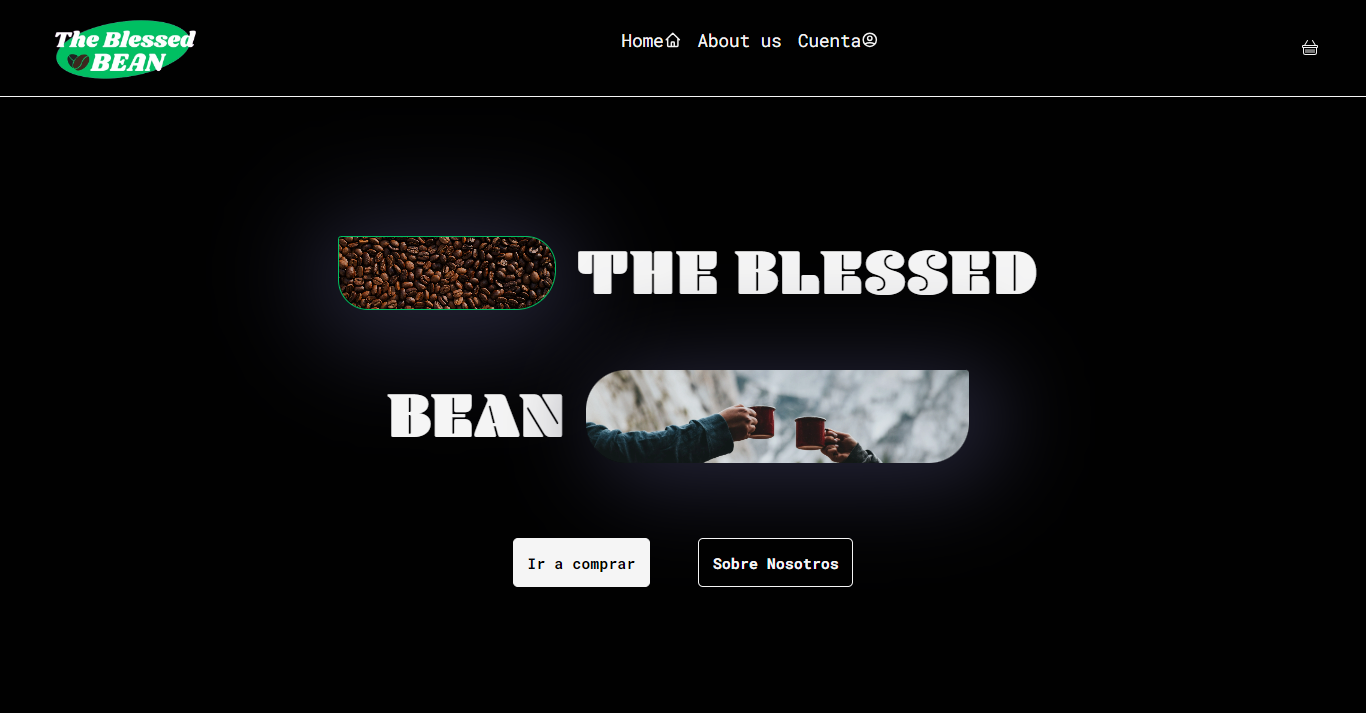 The Blessed
BEAN
Home About us Cuenta
THE BLESSED
BEAN
Ir a comprar Sobre Nosotros